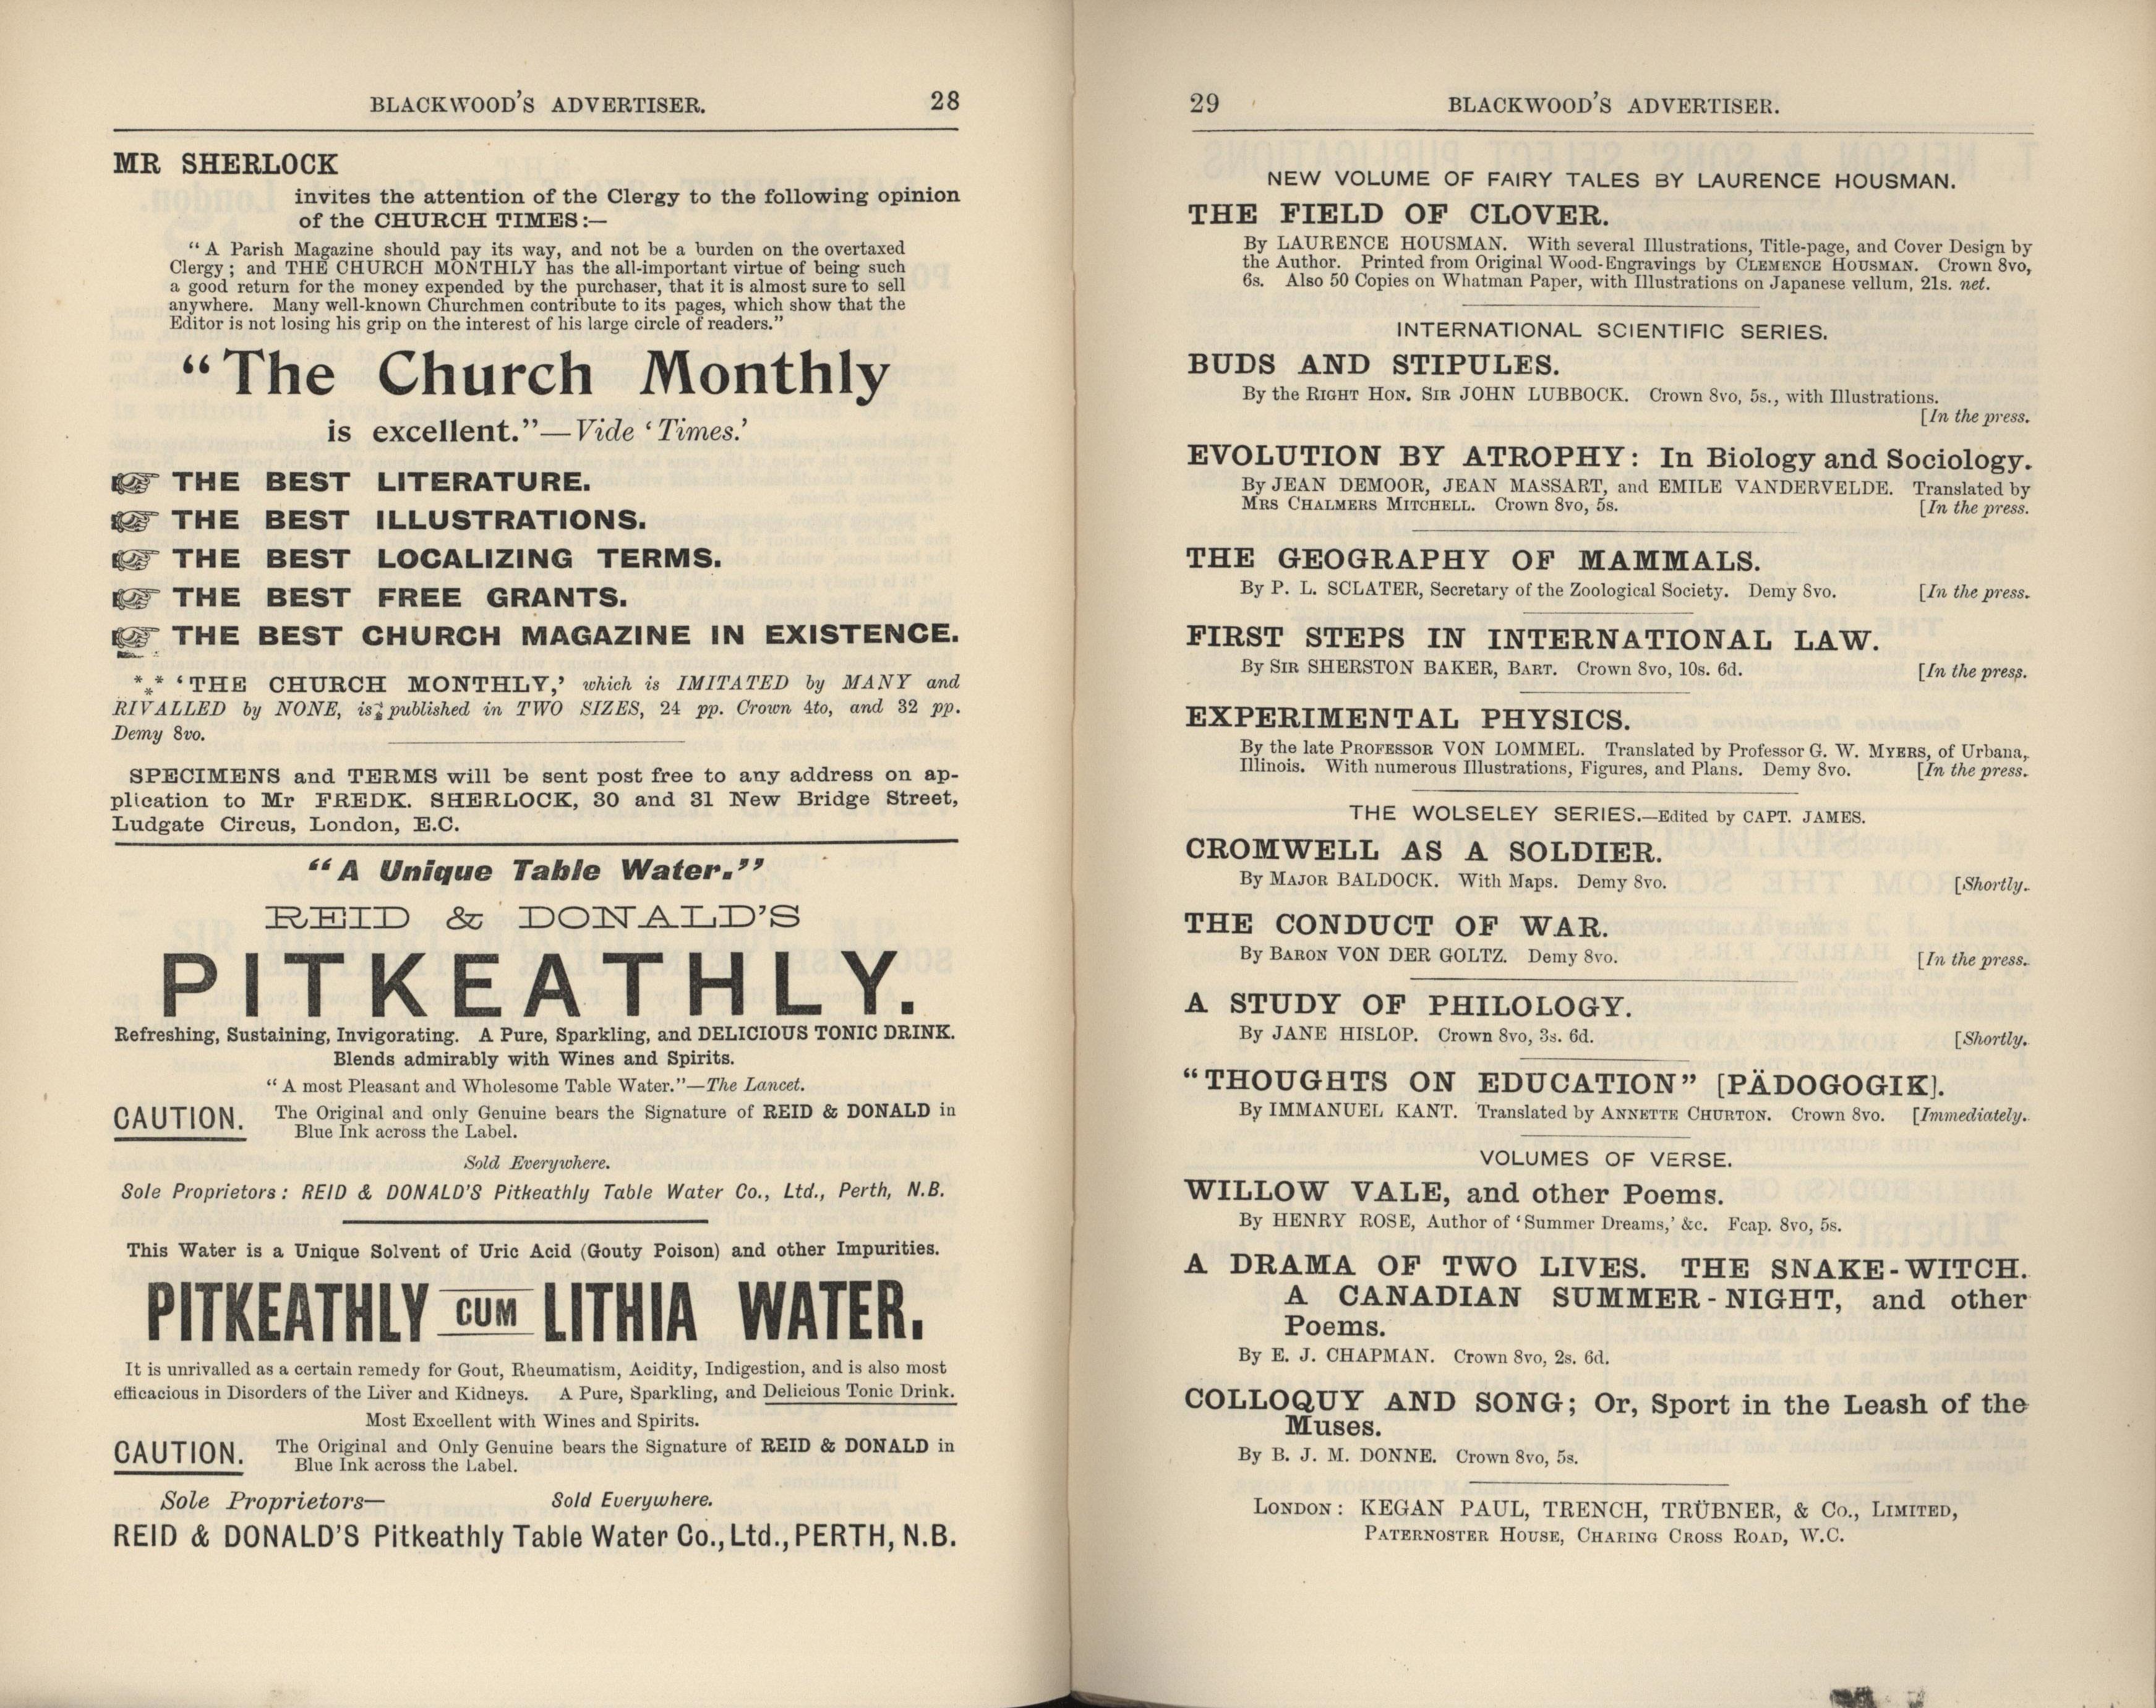 BLACKWOOD'S ADVERTISER. 28
MR SHERLOCK
invites the attention of the Clergy to the following opinion
of the CHURCH TIMES:—
"A Parish Magazine should pay its way, and not be a burden on the overtaxed
Clergy; and THE CHURCH MONTHLY has the all-important virtue of being such
a good return for the money expended by the purchaser, that it is almost sure to sell
anywhere. Many well-known Churchmen contribute to its pages, which show that the
Editor is not losing his grip on the interest of his large circle of readers."
"The Church Monthly
is excellent."—Vide 'Times.'
☞ THE BEST LITERATURE.
☞ THE BEST ILLUSTRATIONS.
☞ THE BEST LOCALIZING TERMS.
☞ THE BEST FREE GRANTS.
☞ THE BEST CHURCH MAGAZINE IN EXISTENCE.
*⁎* 'THE CHURCH MONTHLY,' which is IMITATED by MANY and
RIVALLED by NONE, is published in TWO SIZES, 24 pp. Crown 4to, and 32 pp.
Demy 8vo.
SPECIMENS and TERMS will be sent post free to any address on ap-
plication to Mr FREDK. SHERLOCK, 30 and 31 New Bridge Street,
Ludgate Circus, London, E.C.
"A Unique Table Water."
REID & DONALD'S
PITKEATHLY.
Refreshing, Sustaining, Invigorating. A Pure, Sparkling, and DELICIOUS TONIC DRINK.
Blends admirably with Wines and Spirits.
"A most Pleasant and Wholesome Table Water."—The Lancet.
CAUTION. The Original and only Genuine bears the Signature of REID & DONALD in
Blue Ink across the Label.
Sold Everywhere.
Sole Proprietors: REID & DONALD'S Pitkeathly Table Water Co., Ltd., Perth, N.B.
This Water is a Unique Solvent of Uric Acid (Gouty Poison) and other Impurities.
PITKEATHLY CUM LITHIA WATER.
It is unrivalled as a certain remedy for Gout, Rheumatism, Acidity, Indigestion, and is also most
efficacious in Disorders of the Liver and Kidneys. A Pure, Sparkling, and Delicious Tonic Drink.
Most Excellent with Wines and Spirits.
CAUTION. The Original and Only Genuine bears the Signature of REID & DONALD in
Blue Ink across the Label.
Sole Proprietors— Sold Everywhere.
REID & DONALD'S Pitkeathly Table Water Co., Ltd., PERTH, N.B.
29 BLACKWOOD'S ADVERTISER.
NEW VOLUME OF FAIRY TALES BY LAURENCE HOUSMAN.
THE FIELD OF CLOVER.
By LAURENCE HOUSMAN. With several Illustrations, Title-page, and Cover Design by
the Author. Printed from Original Wood-Engravings by CLEMENCE HOUSMAN. Crown 8vo,
6s. Also 50 Copies on Whatman Paper, with Illustrations on Japanese vellum, 21s. net.
INTERNATIONAL SCIENTIFIC SERIES.
BUDS AND STIPULES.
By the RIGHT HON. SIR JOHN LUBBOCK. Crown 8vo, 5s., with Illustrations.
[In the press.
EVOLUTION BY ATROPHY: In Biology and Sociology.
By JEAN DEMOOR, JEAN MASSART, and EMILE VANDERVELDE. Translated by
MRS CHALMERS MITCHELL. Crown 8vo, 5s. [In the press.
THE GEOGRAPHY OF MAMMALS.
By P. L. SCLATER, Secretary of the Zoological Society. Demy 8vo. [In the press.
FIRST STEPS IN INTERNATIONAL LAW.
By SIR SHERSTON BAKER, BART. Crown 8vo, 10s. 6d. [In the press.
EXPERIMENTAL PHYSICS.
By the late PROFESSOR VON LOMMEL. Translated by Professor G. W. MYERS, of Urbana,
Illinois. With numerous Illustrations, Figures, and Plans. Demy 8vo. [In the press.
THE WOLSELEY SERIES.—Edited by CAPT. JAMES.
CROMWELL AS A SOLDIER.
By MAJOR BALDOCK. With Maps. Demy 8vo. [Shortly.
THE CONDUCT OF WAR.
By BARON VON DER GOLTZ. Demy 8vo. [In the press.
A STUDY OF PHILOLOGY.
By JANE HISLOP. Crown 8vo, 3s. 6d. [Shortly.
"THOUGHTS ON EDUCATION" [PÄDOGOGIK].
By IMMANUEL KANT. Translated by ANNETTE CHURTON. Crown 8vo. [Immediately.
VOLUMES OF VERSE.
WILLOW VALE, and other Poems.
By HENRY ROSE, Author of 'Summer Dreams,' &c. Fcap. 8vo, 5s.
A DRAMA OF TWO LIVES. THE SNAKE-WITCH.
A CANADIAN SUMMER-NIGHT, and other
Poems.
By E. J. CHAPMAN. Crown 8vo, 2s. 6d.
COLLOQUY AND SONG; Or, Sport in the Leash of the
Muses.
By B. J. M. DONNE. Crown 8vo, 5s.
LONDON: KEGAN PAUL, TRENCH, TRÜBNER, & Co., LIMITED,
PATERNOSTER HOUSE, CHARING CROSS ROAD, W.C.